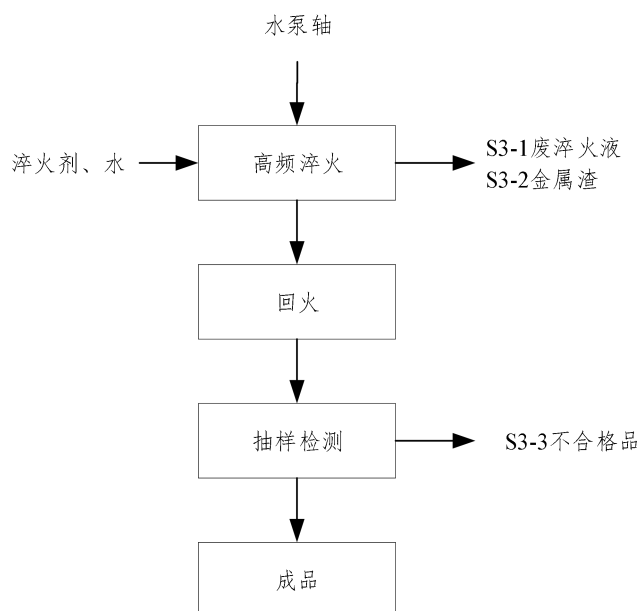 水泵轴
淬火剂、水
高频淬火
S3-1废淬火液
S3-2金属渣
回火
抽样检测
S3-3不合格品
成品